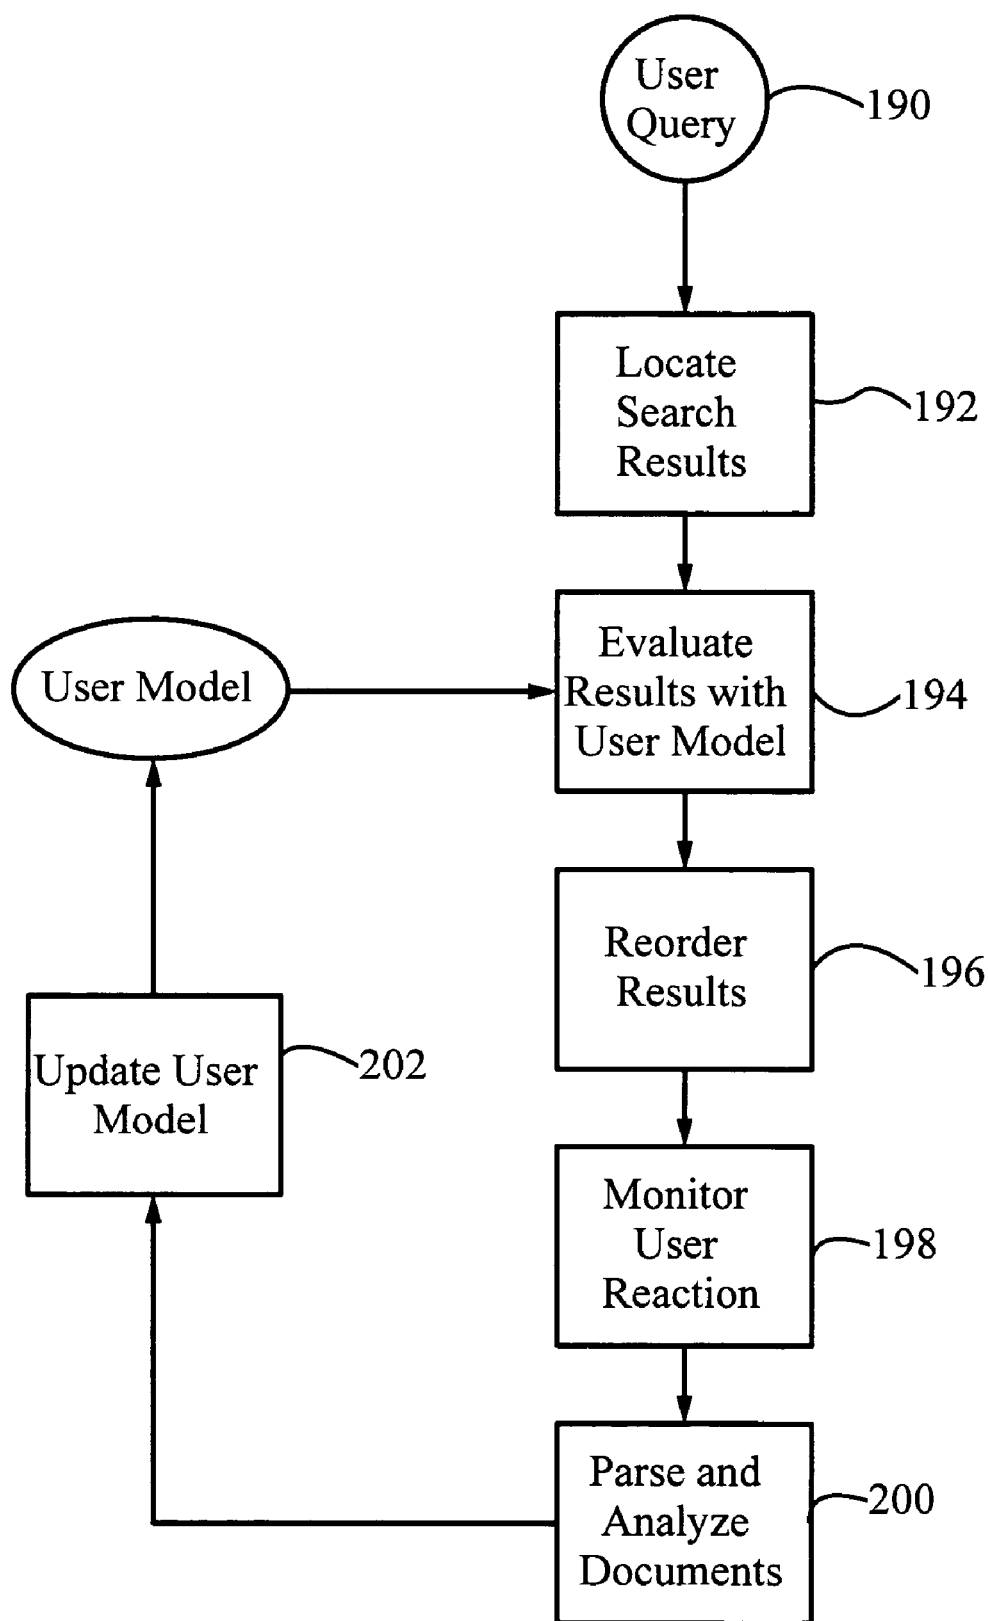 User
Query
190
Locate
Search
Results
192
Evaluate
Results with
User Model
194
User Model
Reorder
Results
196
Update User
Model
202
Monitor
User
Reaction
198
Parse and
Analyze
Documents
200